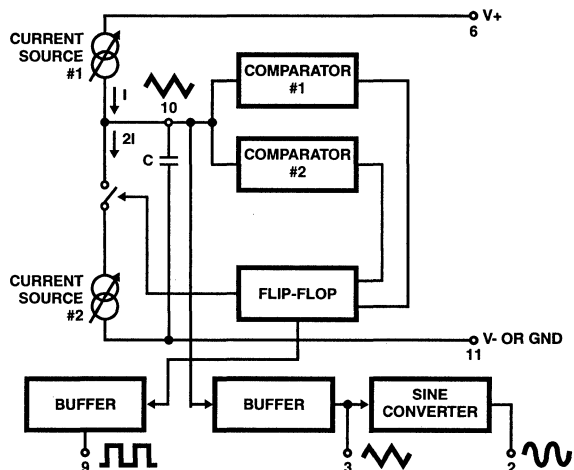 V+
6
CURRENT
SOURCE
#1
I
10
COMPARATOR
#1
2I
C
COMPARATOR
#2
CURRENT
SOURCE
#2
FLIP-FLOP
V- OR GND
11
BUFFER
BUFFER
SINE
CONVERTER
9
3
2